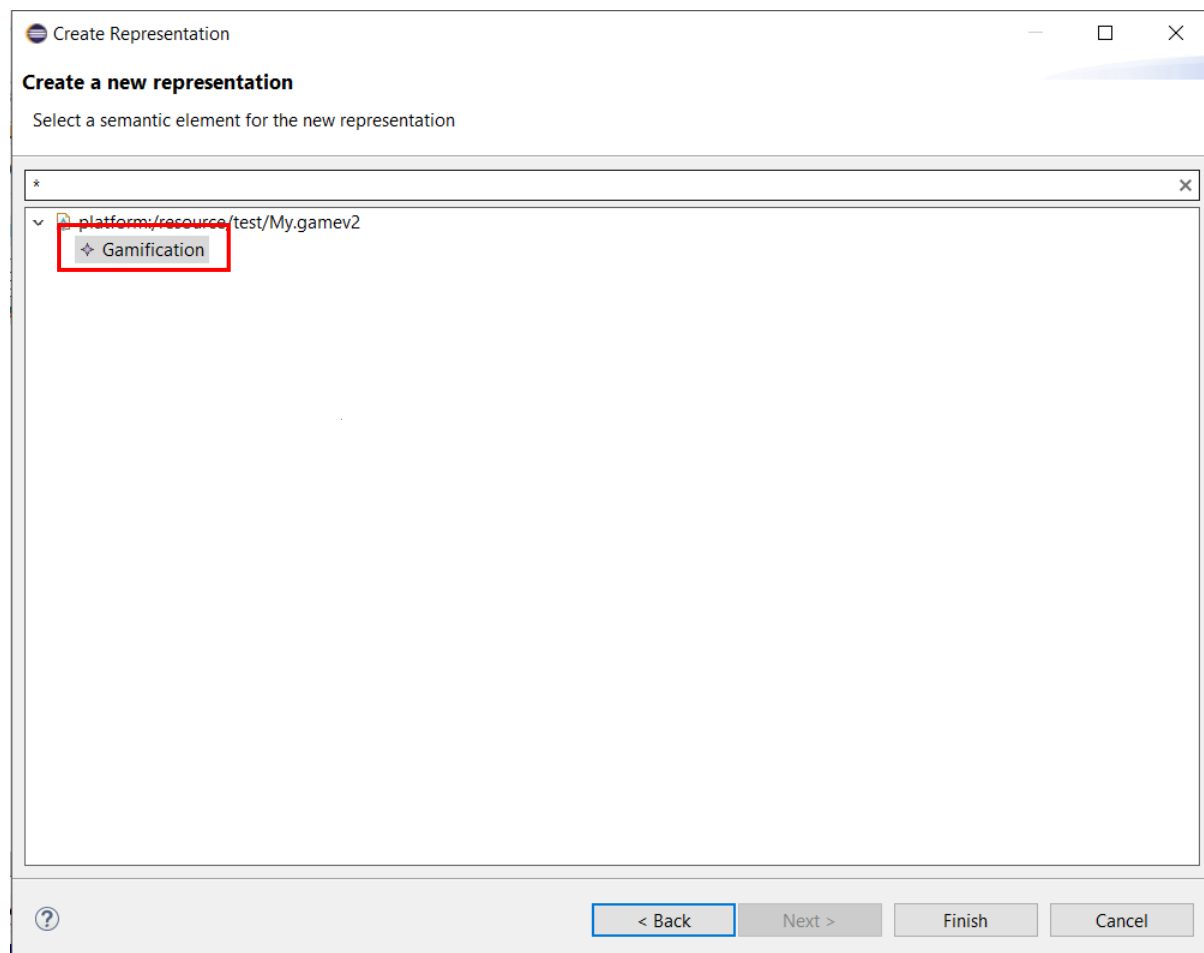 Create Representation
Create a new representation
Select a semantic element for the new representation
*
platform:/resource/test/My.gamev2
Gamification
?
< Back Next > Finish Cancel